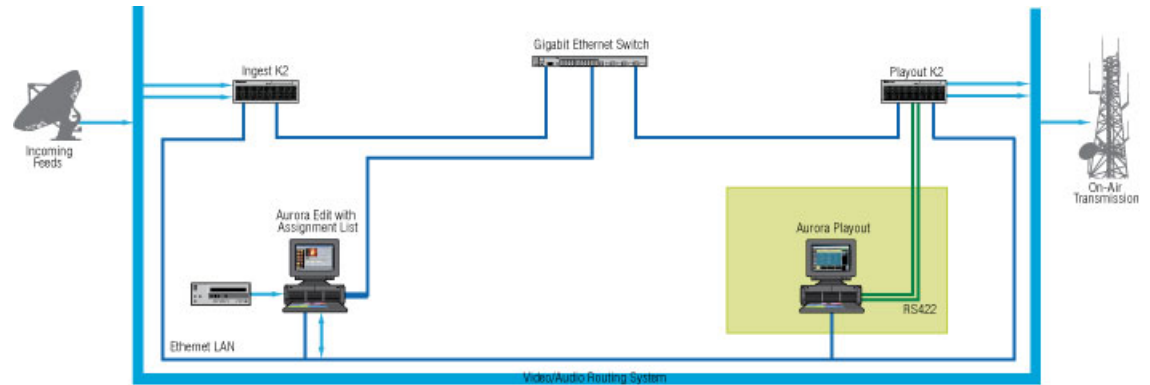 Gigabit Ethernet Switch
Ingest K2
Playout K2
Incoming
Feeds
On-Air
Transmission
Aurora Edit with
Assignment List
Aurora Playout
RS422
Ethernet LAN
Video/Audio Routing System